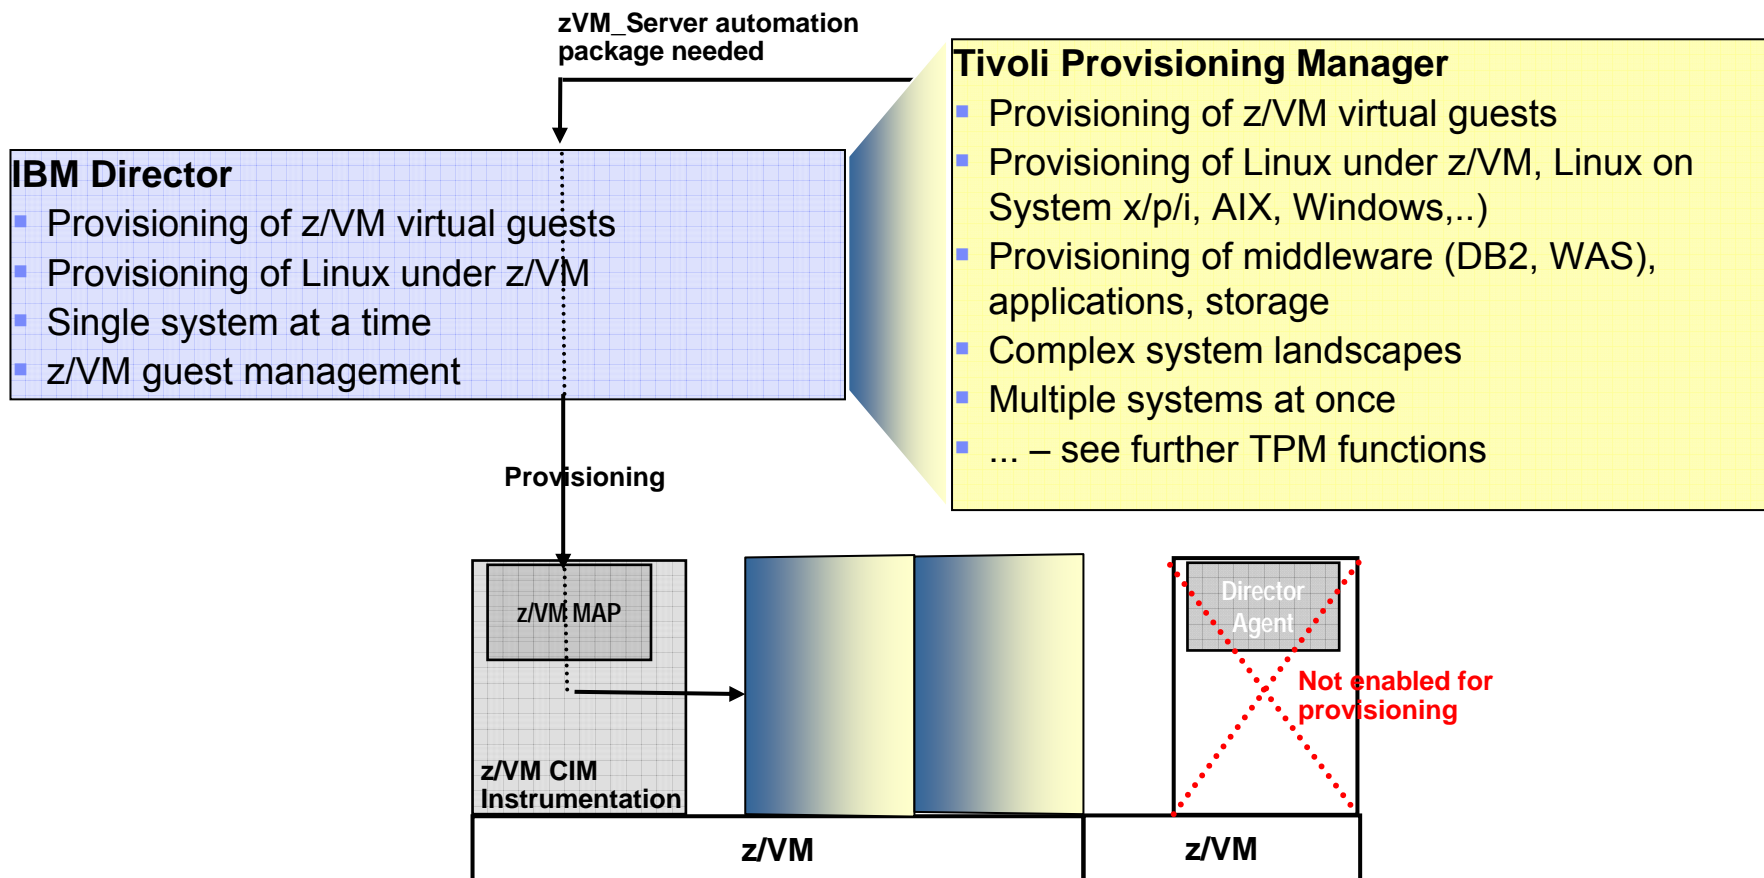 zVM_Server automation
package needed
Tivoli Provisioning Manager
Provisioning of z/VM virtual guests
Provisioning of Linux under z/VM, Linux on
System x/p/i, AIX, Windows,..)
Provisioning of middleware (DB2, WAS),
applications, storage
Complex system landscapes
Multiple systems at once
... – see further TPM functions
IBM Director
Provisioning of z/VM virtual guests
Provisioning of Linux under z/VM
Single system at a time
z/VM guest management
Provisioning
z/VM MAP
z/VM CIM
Instrumentation
Director
Agent
Not enabled for
provisioning
z/VM
z/VM